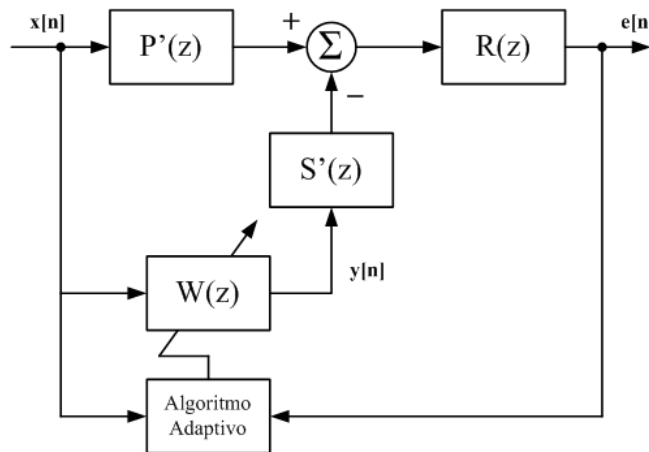 x[n]
P’(z)
+
Σ
R(z)
e[n
−
S’(z)
W(z)
y[n]
Algoritmo
Adaptivo